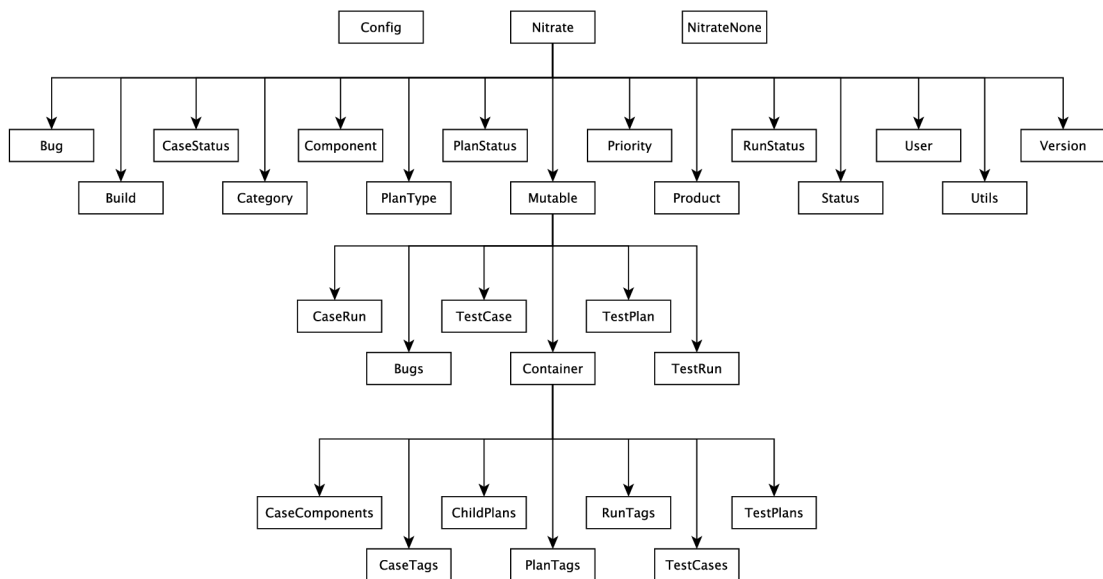 Config Nitrate NitrateNone
Bug CaseStatus Component PlanStatus Priority RunStatus User Version
Build Category PlanType Mutable Product Status Utils
CaseRun TestCase TestPlan
Bugs Container TestRun
CaseComponents ChildPlans RunTags TestPlans
CaseTags PlanTags TestCases